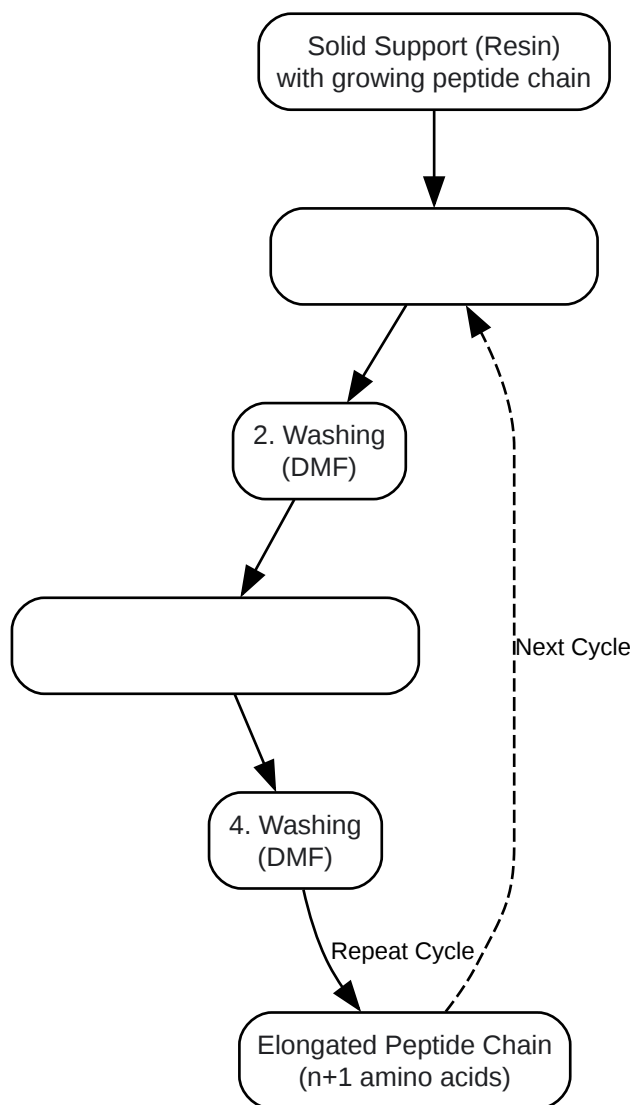 Solid Support (Resin)
with growing peptide chain
2. Washing
(DMF)
Next Cycle
4. Washing
(DMF)
Repeat Cycle
Elongated Peptide Chain
(n+1 amino acids)